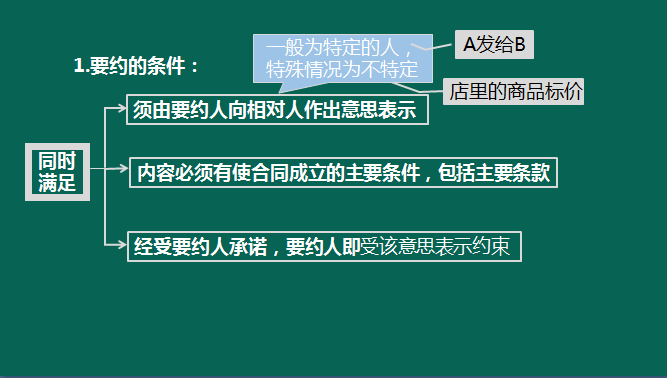 一般为特定的人，
特殊情况为不特定
A发给B
1.要约的条件：
店里的商品标价
须由要约人向相对人作出意思表示
同时
满足
内容必须有使合同成立的主要条件，包括主要条款
经受要约人承诺，要约人即受该意思表示约束